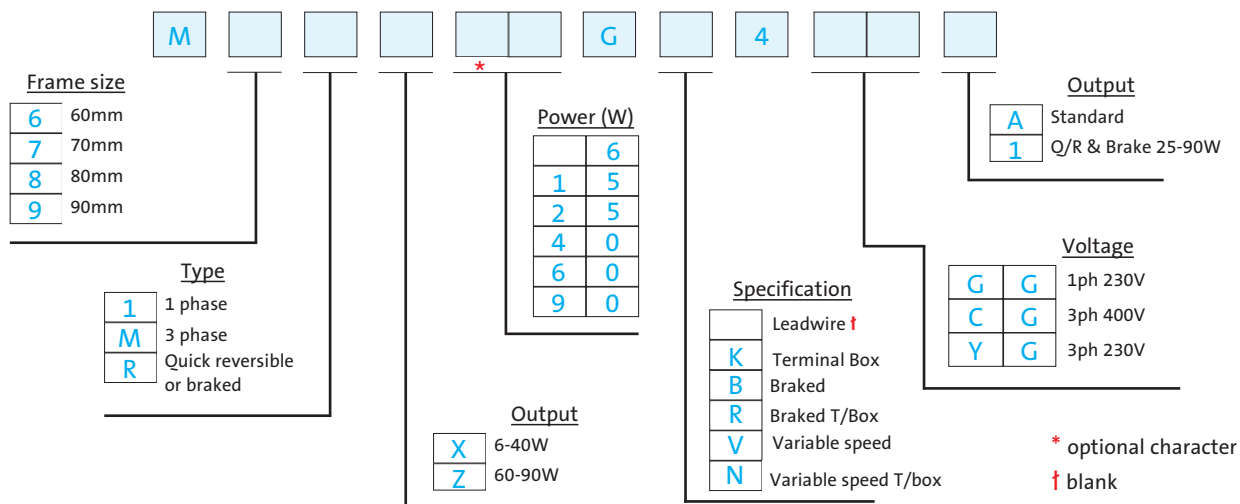 M G 4
*
Frame size
6 60mm
7 70mm
8 80mm
9 90mm
Type
1 1 phase
M 3 phase
R Quick reversible
or braked
Output
X 6-40W
Z 60-90W
Power (W)
6
1 5
2 5
4 0
6 0
9 0
Specification
Leadwire ƚ
K Terminal Box
B Braked
R Braked T/Box
V Variable speed
N Variable speed T/box
Output
A Standard
1 Q/R & Brake 25-90W
Voltage
G G 1ph 230V
C G 3ph 400V
Y G 3ph 230V
* optional character
ƚ blank